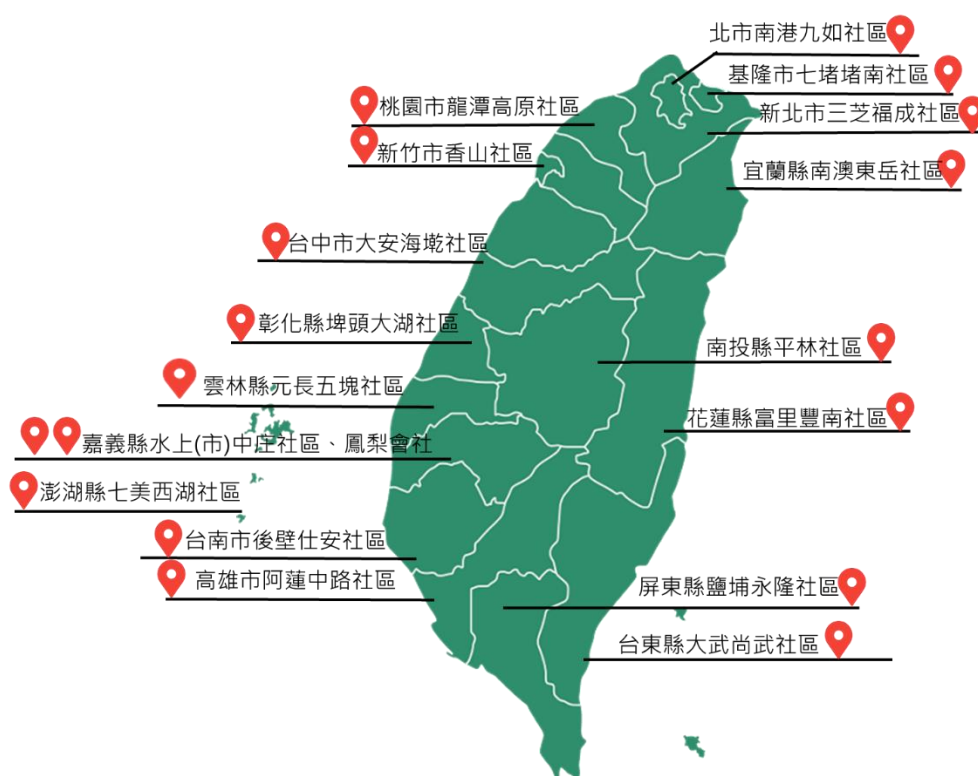 北市南港九如社區
基隆市七堵堵南社區
桃園市龍潭高原社區
新北市三芝福成社區
新竹市香山社區
宜蘭縣南澳東岳社區
台中市大安海墘社區
彰化縣埤頭大湖社區
南投縣平林社區
雲林縣元長五塊社區
花蓮縣富里豐南社區
嘉義縣水上(市)中庄社區、鳳梨會社
澎湖縣七美西湖社區
台南市後壁仕安社區
高雄市阿蓮中路社區
屏東縣鹽埔永隆社區
台東縣大武尚武社區